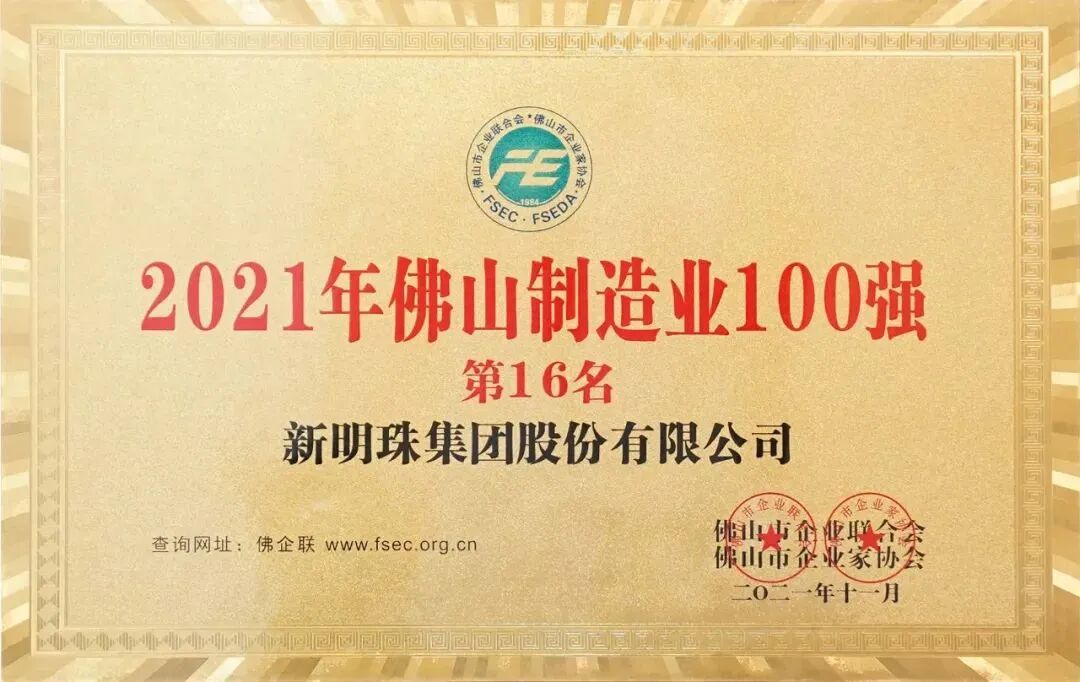 佛山市企业联合会★佛山市企业家协会
FE
1984
·FSEC·FSEDA·
2021年佛山制造业100强
第16名
新明珠集团股份有限公司
查询网址：佛企联 www.fsec.org.cn
佛山市企业联合会
佛山市企业家协会
二〇二一年十一月